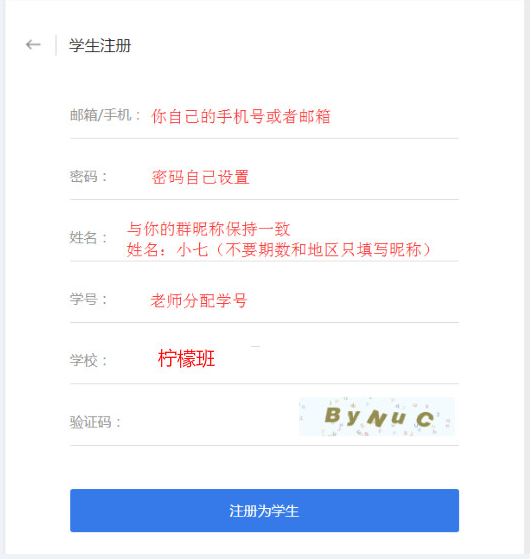 学生注册
邮箱/手机： 你自己的手机号或者邮箱
密码： 密码自己设置
与你的群昵称保持一致
姓名： 姓名：小七（不要期数和地区只填写昵称）
学号： 老师分配学号
学校： 柠檬班
验证码： ByNuC
注册为学生